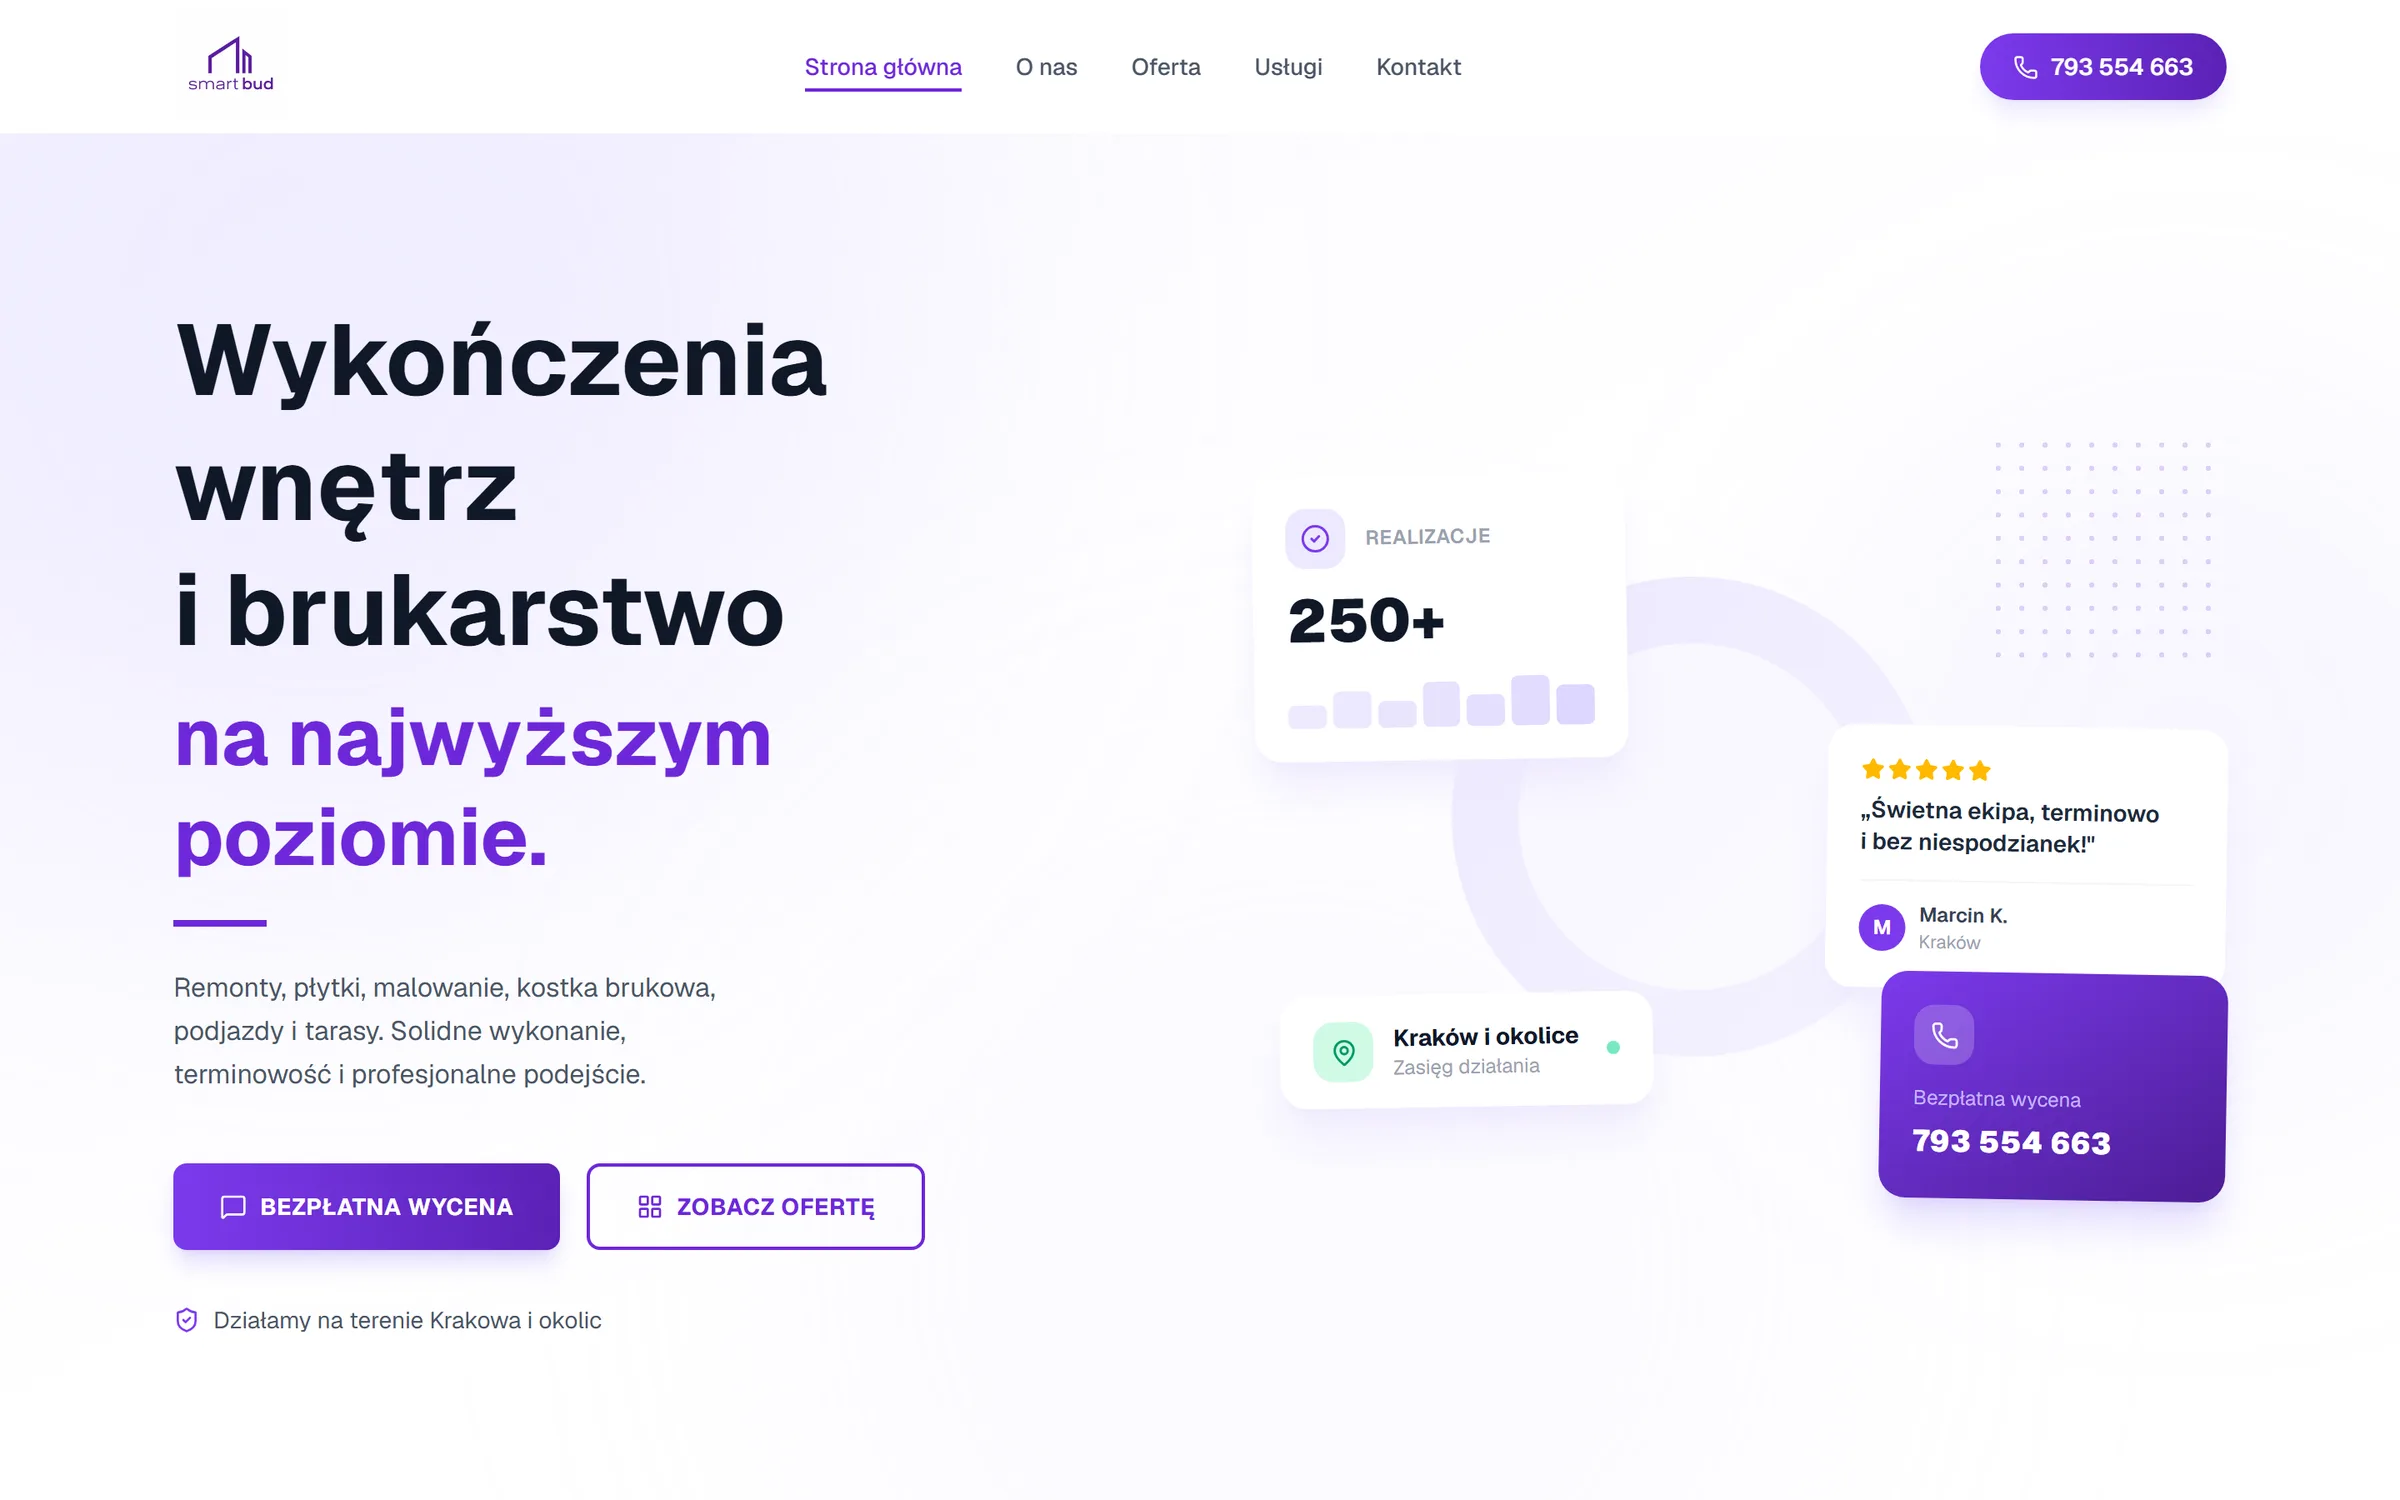 smart bud
Strona główna
O nas
Oferta
Usługi
Kontakt
793 554 663
Wykończenia
wnętrz
i brukarstwo
na najwyższym
poziomie.
Remonty, płytki, malowanie, kostka brukowa,
podjazdy i tarasy. Solidne wykonanie,
terminowość i profesjonalne podejście.
BEZPŁATNA WYCENA
ZOBACZ OFERTĘ
Działamy na terenie Krakowa i okolic
REALIZACJE
250+
„Świetna ekipa, terminowo
i bez niespodzianek!"
M
Marcin K.
Kraków
Kraków i okolice
Zasięg działania
Bezpłatna wycena
793 554 663